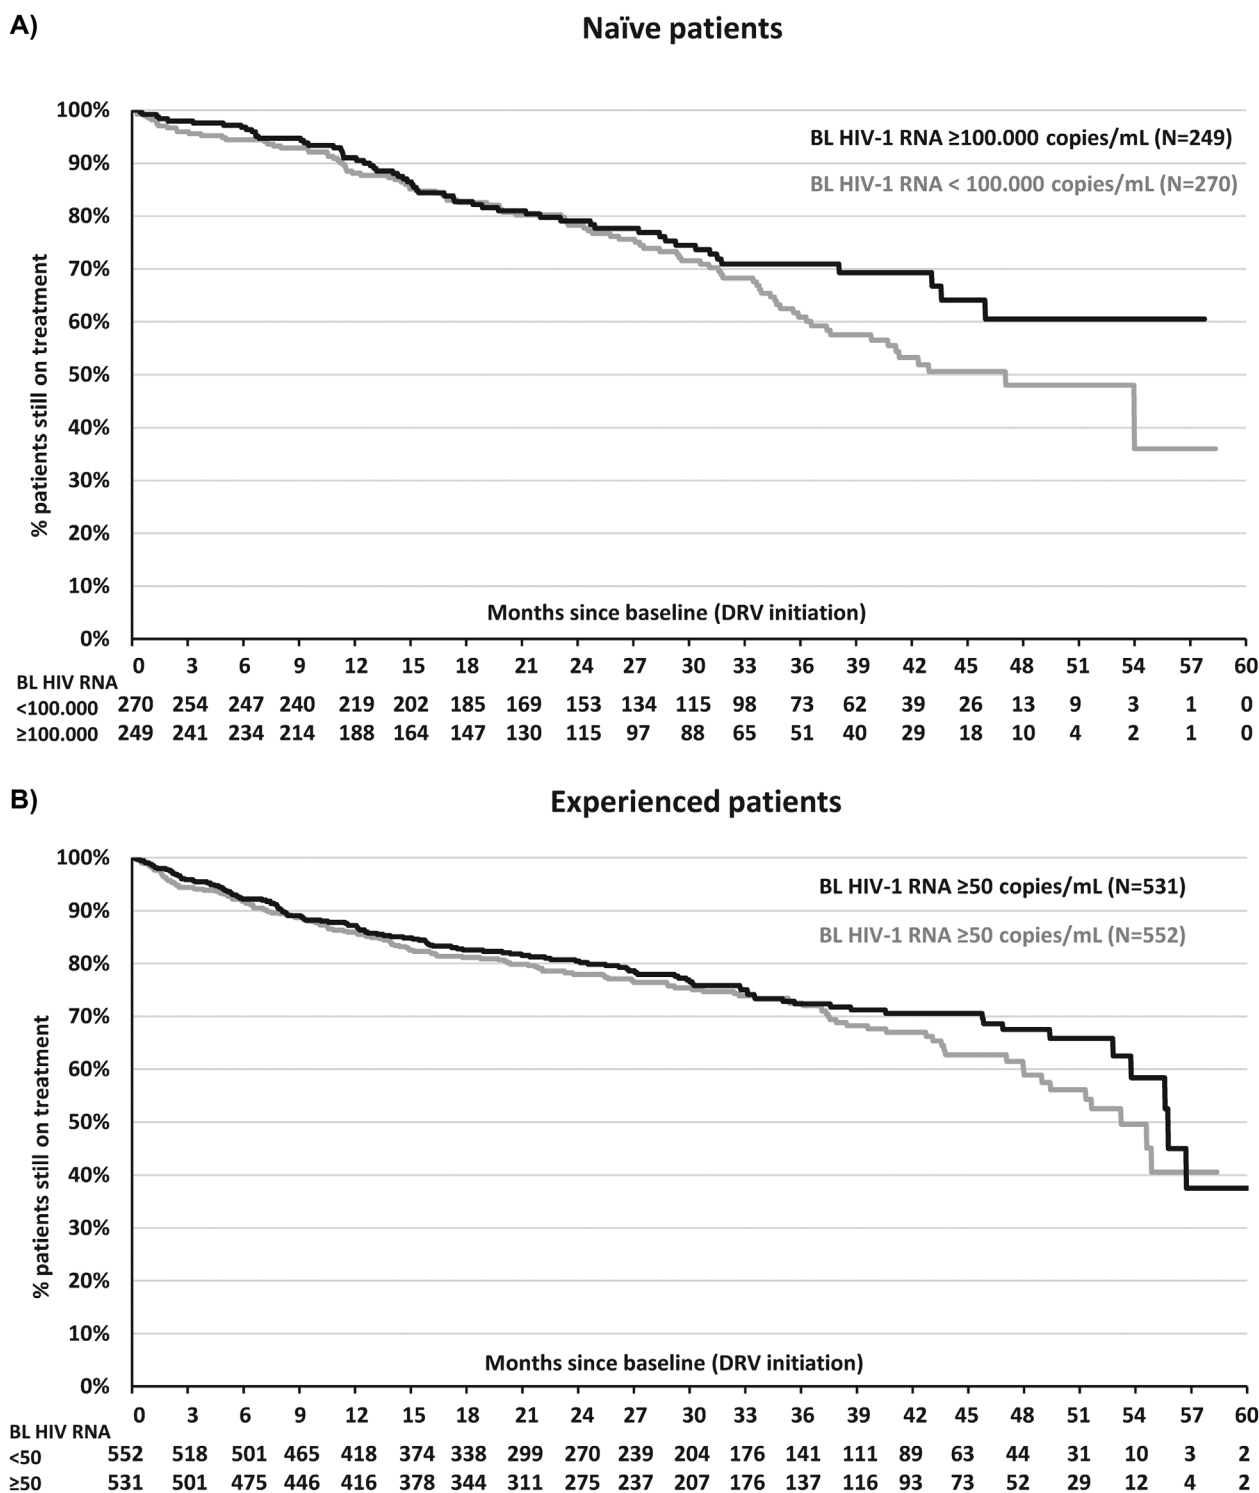 A)
Naïve patients
100%
BL HIV-1 RNA ≥100.000 copies/mL (N=249)
90%
BL HIV-1 RNA < 100.000 copies/mL (N=270)
80%
70%
60%
50%
40%
30%
20%
10%
0%
% patients still on treatment
Months since baseline (DRV initiation)
0 3 6 9 12 15 18 21 24 27 30 33 36 39 42 45 48 51 54 57 60
BL HIV RNA
<100.000 270 254 247 240 219 202 185 169 153 134 115 98 73 62 39 26 13 9 3 1 0
≥100.000 249 241 234 214 188 164 147 130 115 97 88 65 51 40 29 18 10 4 2 1 0
B)
Experienced patients
100%
BL HIV-1 RNA ≥50 copies/mL (N=531)
90%
BL HIV-1 RNA ≥50 copies/mL (N=552)
80%
70%
60%
50%
40%
30%
20%
10%
0%
% patients still on treatment
Months since baseline (DRV initiation)
0 3 6 9 12 15 18 21 24 27 30 33 36 39 42 45 48 51 54 57 60
BL HIV RNA
<50 552 518 501 465 418 374 338 299 270 239 204 176 141 111 89 63 44 31 10 3 2
≥50 531 501 475 446 416 378 344 311 275 237 207 176 137 116 93 73 52 29 12 4 2